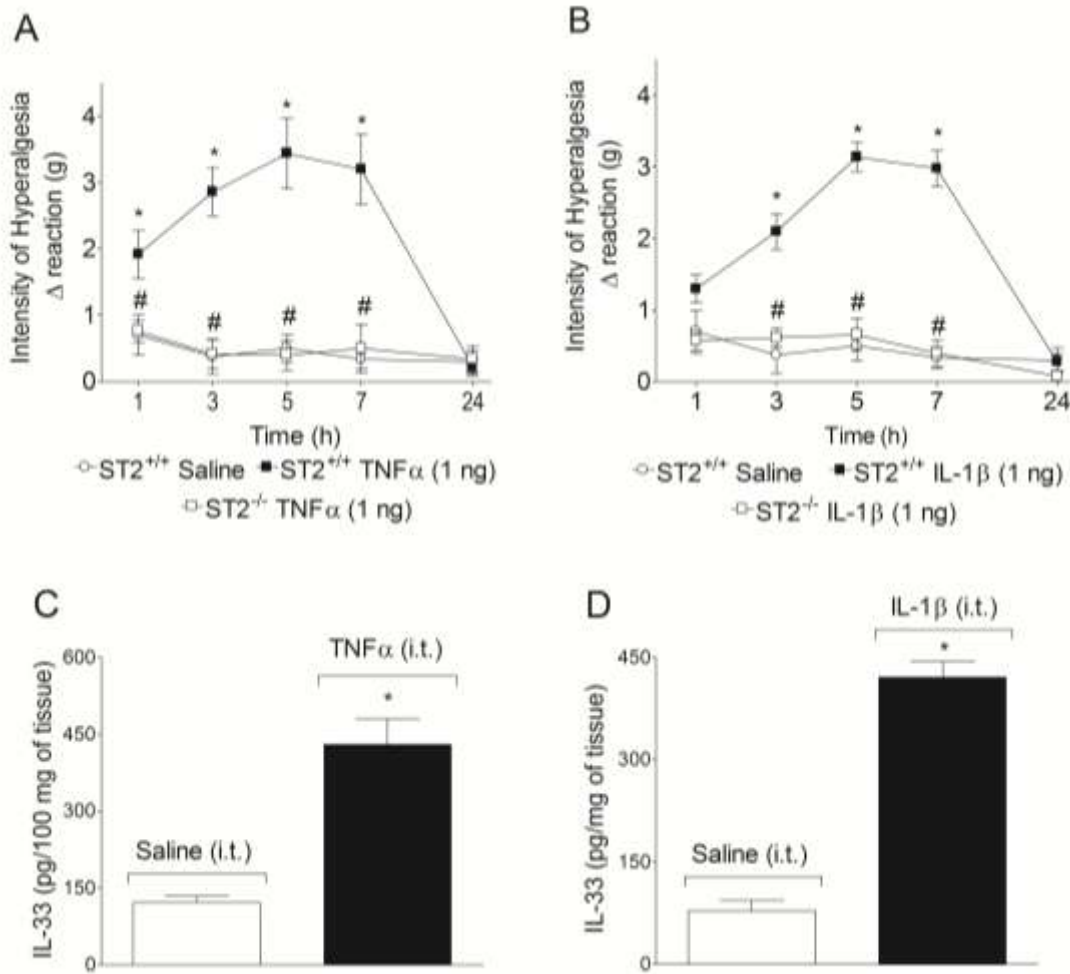 A
Intensity of Hyperalgesia
Δ reaction (g)
4
3
2
1
0
*
*
*
*
#
#
#
#
1 3 5 7 24
Time (h)
ST2+/+ Saline ST2+/+ TNFα (1 ng)
ST2-/- TNFα (1 ng)
B
Intensity of Hyperalgesia
Δ reaction (g)
4
3
2
1
0
*
*
*
#
#
#
1 3 5 7 24
Time (h)
ST2+/+ Saline ST2+/+ IL-1β (1 ng)
ST2-/- IL-1β (1 ng)
C
IL-33 (pg/100 mg of tissue)
600
450
300
150
0
TNFα (i.t.)
*
Saline (i.t.)
D
IL-33 (pg/mg of tissue)
450
300
150
0
IL-1β (i.t.)
*
Saline (i.t.)